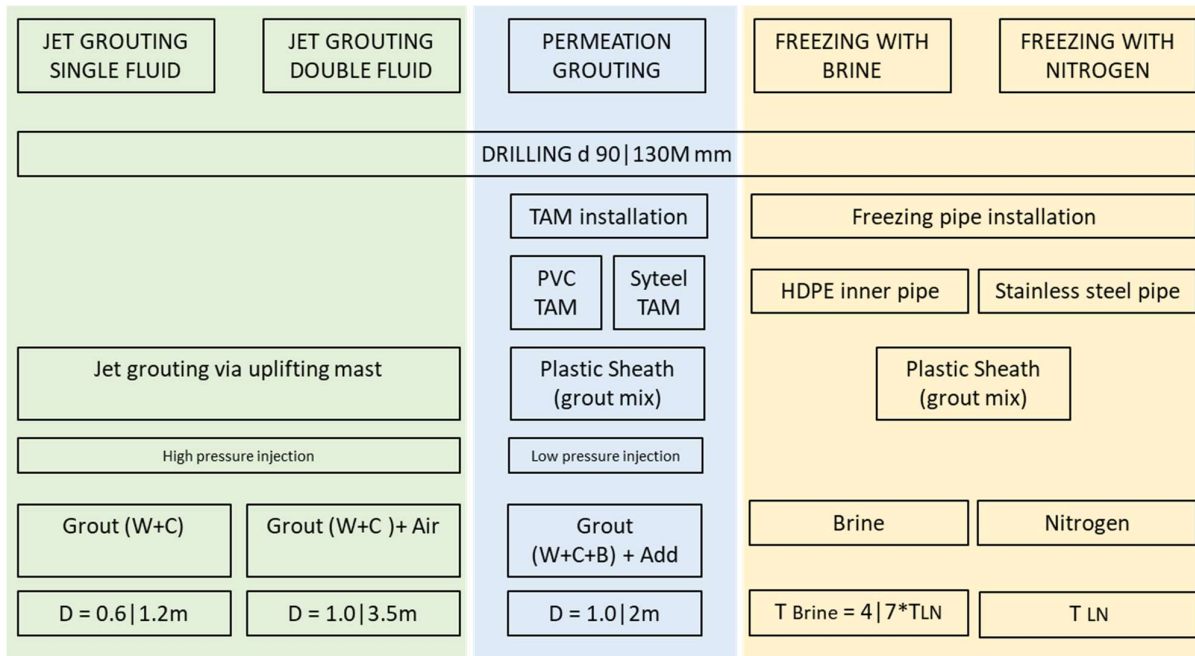 JET GROUTING
SINGLE FLUID
JET GROUTING
DOUBLE FLUID
PERMEATION
GROUTING
FREEZING WITH
BRINE
FREEZING WITH
NITROGEN
DRILLING d 90|130M mm
TAM installation
Freezing pipe installation
PVC
TAM
Syteel
TAM
HDPE inner pipe
Stainless steel pipe
Jet grouting via uplifting mast
Plastic Sheath
(grout mix)
Plastic Sheath
(grout mix)
High pressure injection
Low pressure injection
Grout (W+C)
Grout (W+C )+ Air
Grout
(W+C+B) + Add
Brine
Nitrogen
D = 0.6|1.2m
D = 1.0|3.5m
D = 1.0|2m
T Brine = 4|7*TLN
T LN